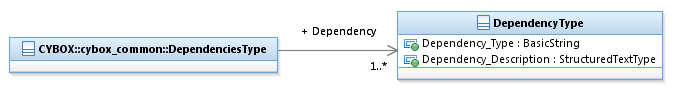 DependencyType
+ Dependency
Dependency_Type : BasicString
CYBOX::cybox_common::DependenciesType
Dependency_Description : StructuredTextType
1..*